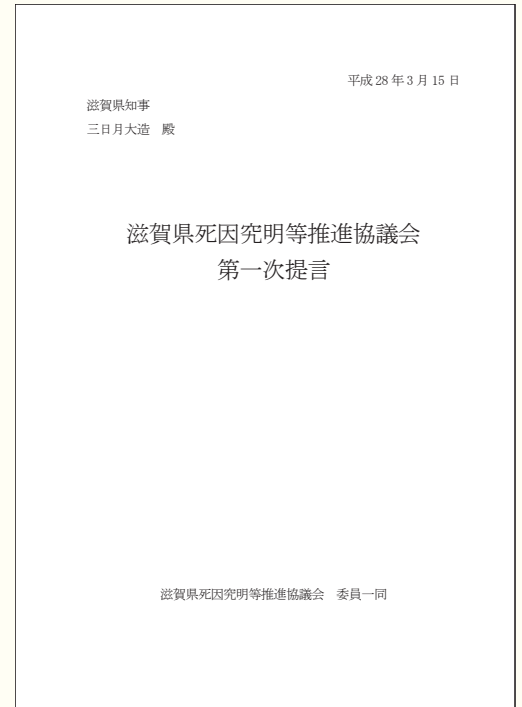 平成 28 年 3 月 15 日
滋賀県知事
三日月大造　殿
滋賀県死因究明等推進協議会
第一次提言
滋賀県死因究明等推進協議会　委員一同